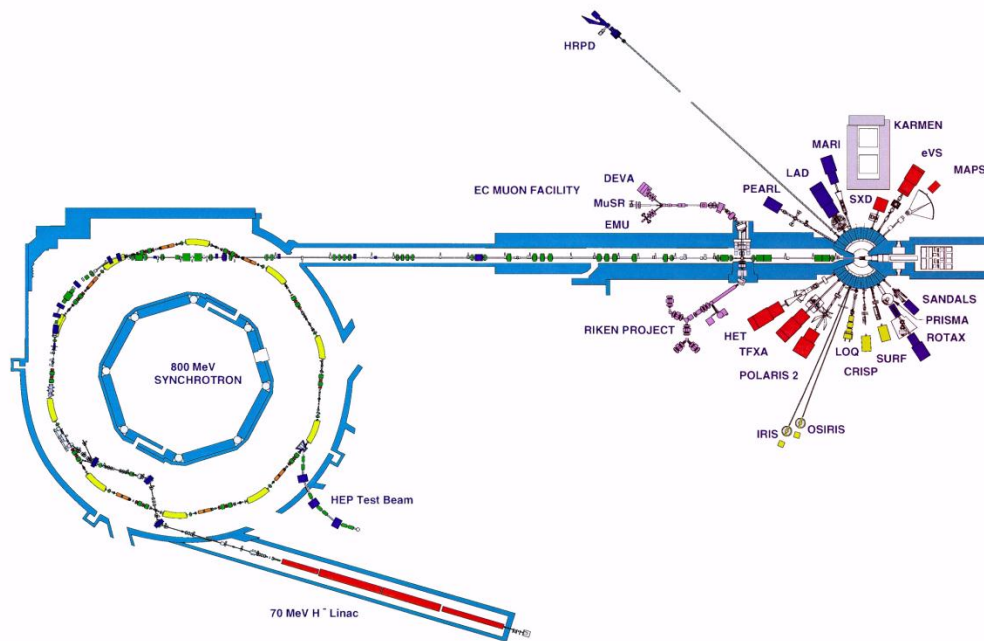 HRPD
KARMEN
MARI
eVS
LAD
MAPS
DEVA
EC MUON FACILITY
PEARL
SXD
MuSR
EMU
SANDALS
RIKEN PROJECT
HET
PRISMA
TFXA
LOQ
ROTAX
800 MeV
SYNCHROTRON
SURF
POLARIS 2
CRISP
IRIS
OSIRIS
HEP Test Beam
70 MeV H⁻ Linac